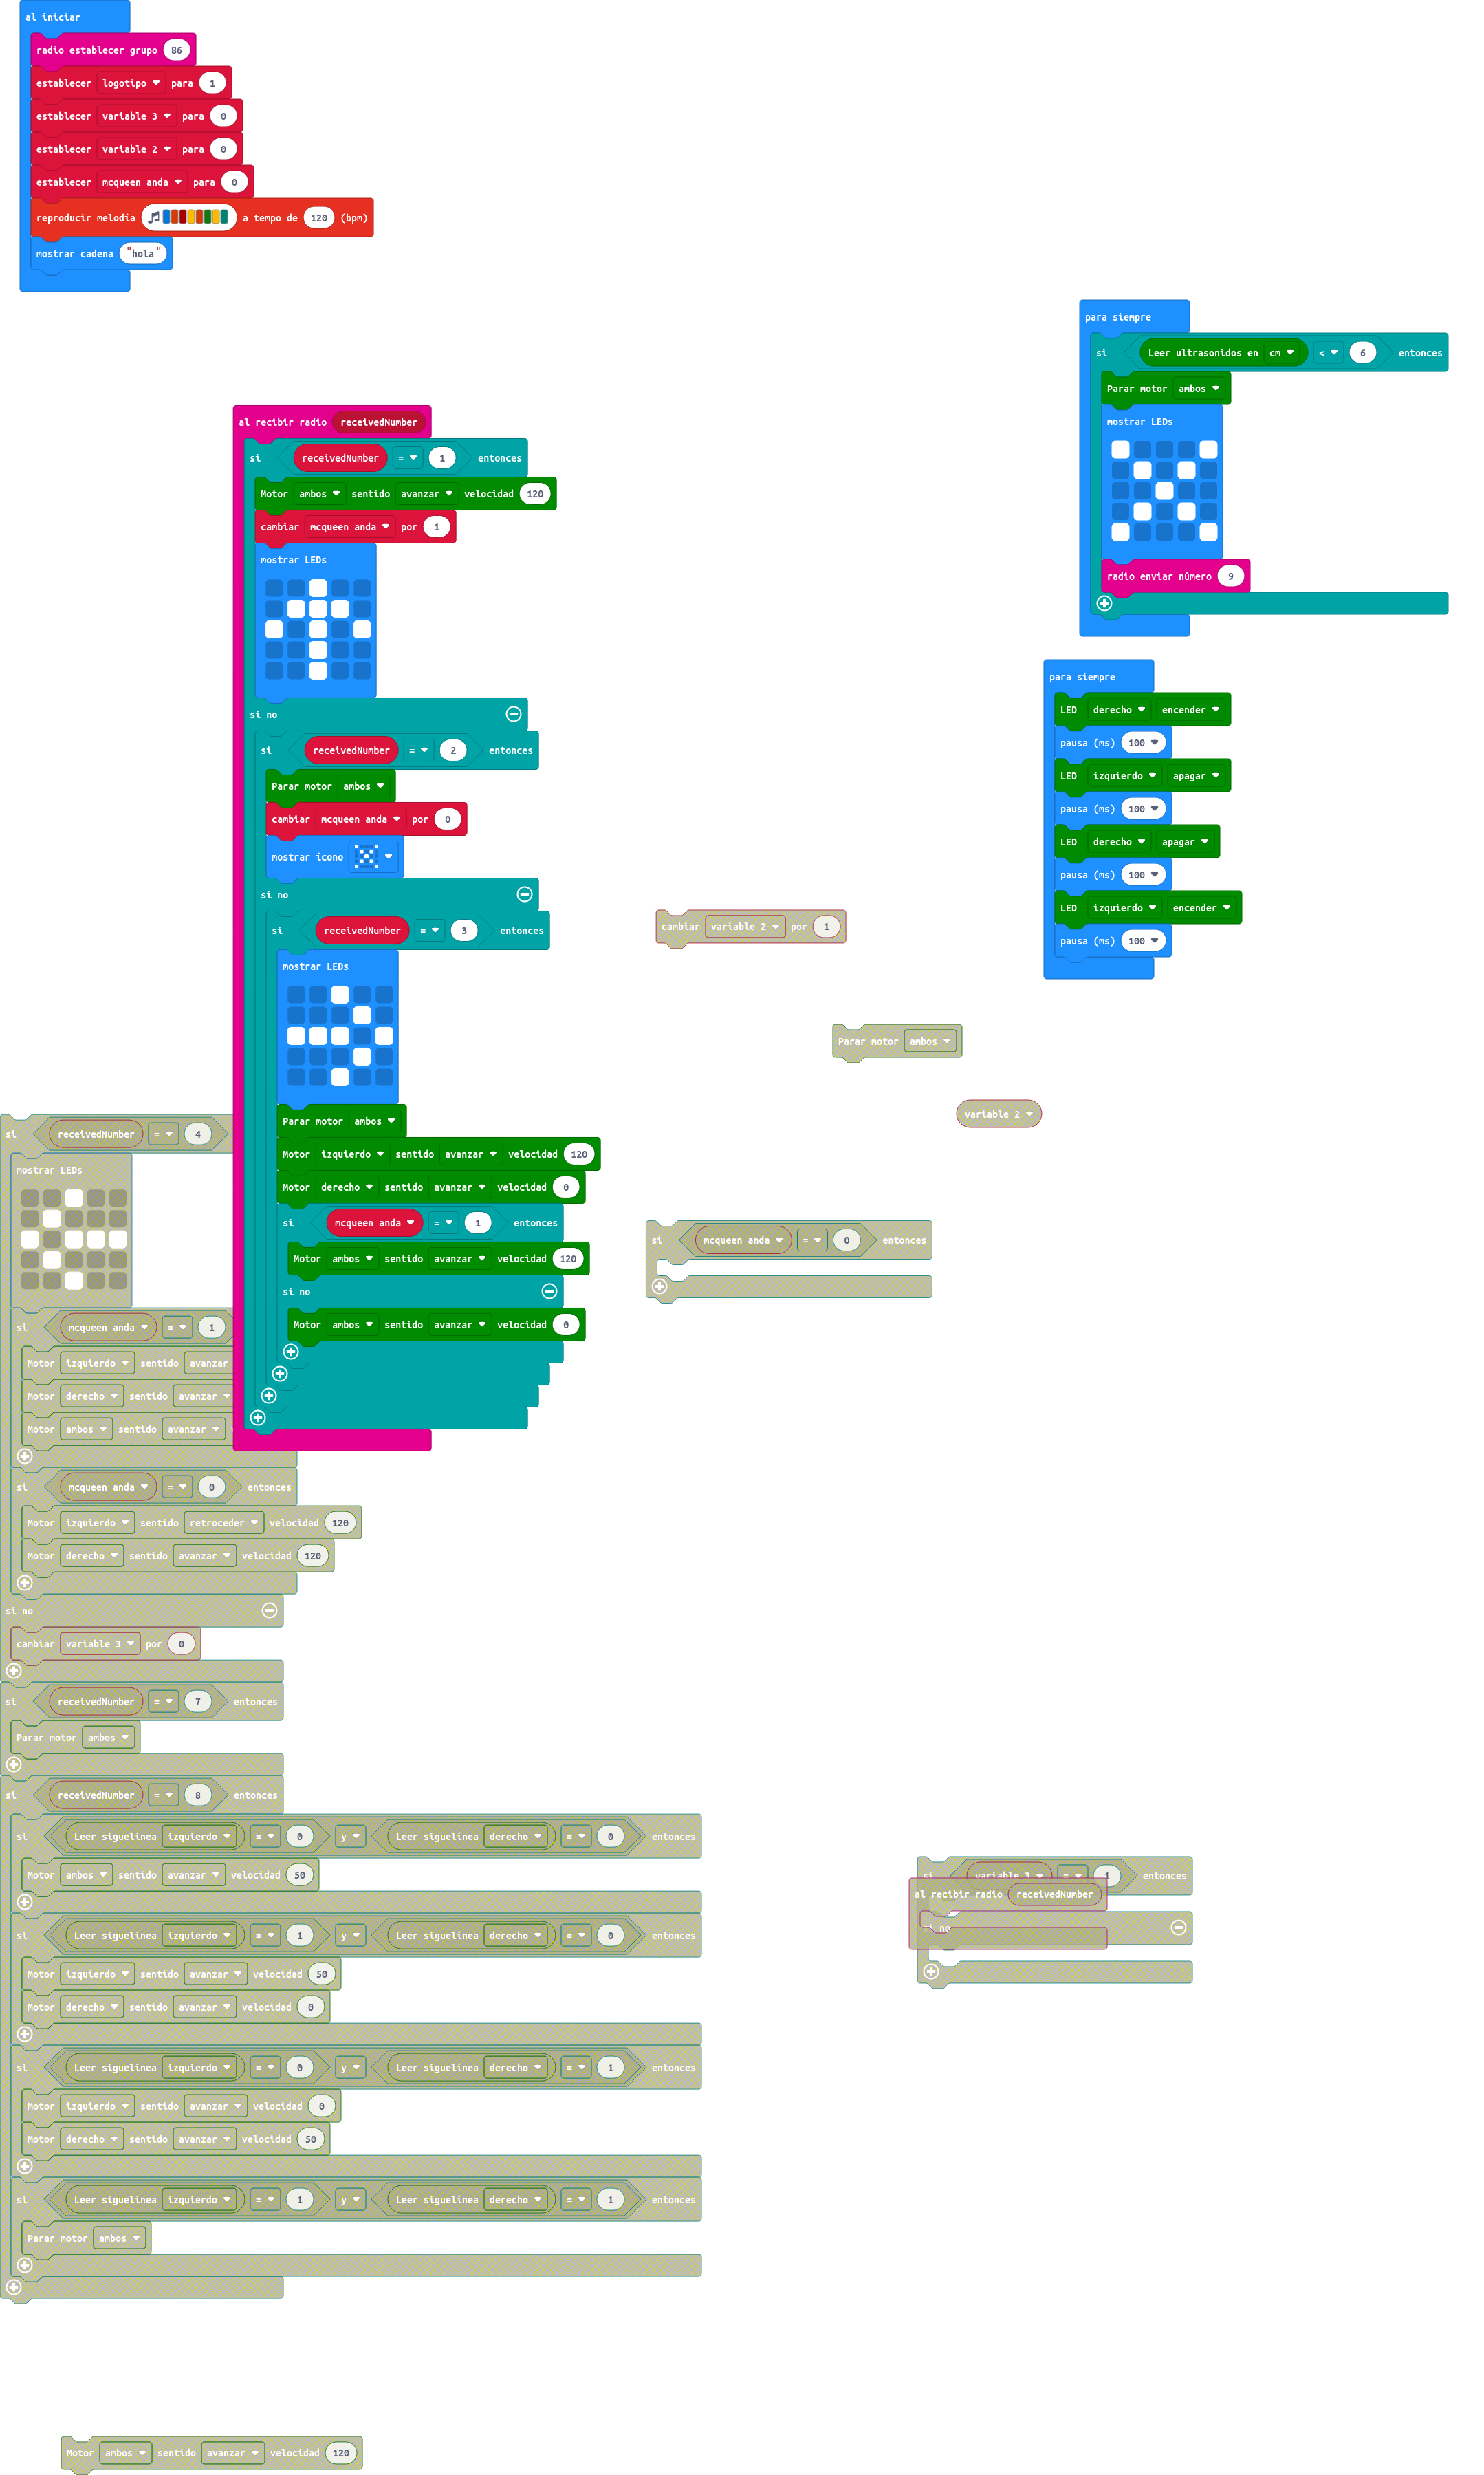 al iniciar
radio establecer grupo 86
establecer logotipo para 1
establecer variable 3 para 0
establecer variable 2 para 0
establecer mcqueen anda para 0
reproducir melodía a tempo de 120 (bpm)
mostrar cadena "hola"
para siempre
si Leer ultrasonidos en cm < 6 entonces
Parar motor ambos
mostrar LEDs
radio enviar número 9
para siempre
LED derecho encender
pausa (ms) 100
LED izquierdo apagar
pausa (ms) 100
LED derecho apagar
pausa (ms) 100
LED izquierdo encender
pausa (ms) 100
al recibir radio receivedNumber
si receivedNumber = 1 entonces
Motor ambos sentido avanzar velocidad 120
cambiar mcqueen anda por 1
mostrar LEDs
si no
si receivedNumber = 2 entonces
Parar motor ambos
cambiar mcqueen anda por 0
mostrar ícono
si no
si receivedNumber = 3 entonces
mostrar LEDs
Parar motor ambos
Motor izquierdo sentido avanzar velocidad 120
Motor derecho sentido avanzar velocidad 0
si mcqueen anda = 1 entonces
Motor ambos sentido avanzar velocidad 120
si no
Motor ambos sentido avanzar velocidad 0
cambiar variable 2 por 1
Parar motor ambos
variable 2
si mcqueen anda = 0 entonces
si receivedNumber = 4
mostrar LEDs
si mcqueen anda = 1
Motor izquierdo sentido avanzar
Motor derecho sentido avanzar
Motor ambos sentido avanzar
si mcqueen anda = 0 entonces
Motor izquierdo sentido retroceder velocidad 120
Motor derecho sentido avanzar velocidad 120
si no
cambiar variable 3 por 0
si receivedNumber = 7 entonces
Parar motor ambos
si receivedNumber = 8 entonces
si Leer siguelínea izquierdo = 0 y Leer siguelínea derecho = 0 entonces
Motor ambos sentido avanzar velocidad 50
si Leer siguelínea izquierdo = 1 y Leer siguelínea derecho = 0 entonces
Motor izquierdo sentido avanzar velocidad 50
Motor derecho sentido avanzar velocidad 0
si Leer siguelínea izquierdo = 0 y Leer siguelínea derecho = 1 entonces
Motor izquierdo sentido avanzar velocidad 0
Motor derecho sentido avanzar velocidad 50
si Leer siguelínea izquierdo = 1 y Leer siguelínea derecho = 1 entonces
Parar motor ambos
si variable 3 = 1 entonces
al recibir radio receivedNumber
si no
Motor ambos sentido avanzar velocidad 120